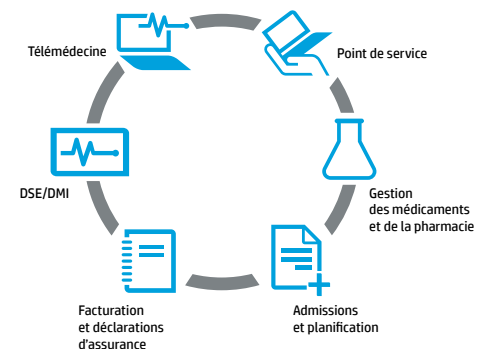 Télémédecine
Point de service
DSE/DMI
Gestion
des médicaments
et de la pharmacie
Facturation
et déclarations
d'assurance
Admissions
et planification